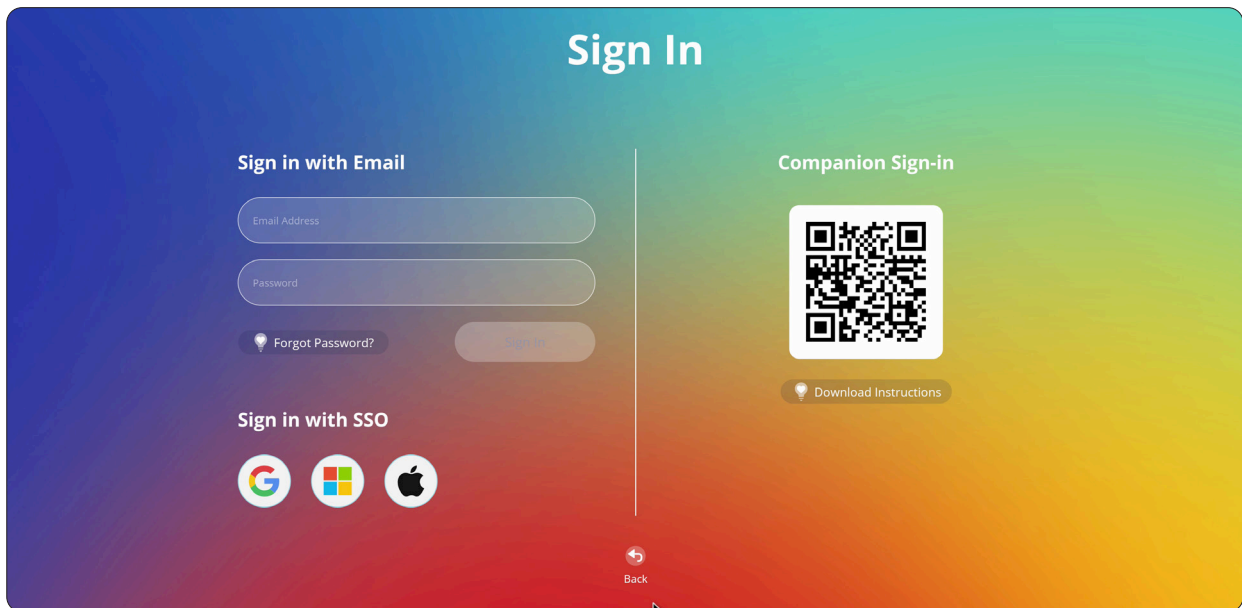 Sign In
Sign in with Email
Email Address
Password
Forgot Password?
Sign In
Sign in with SSO
Companion Sign-in
Download Instructions
Back